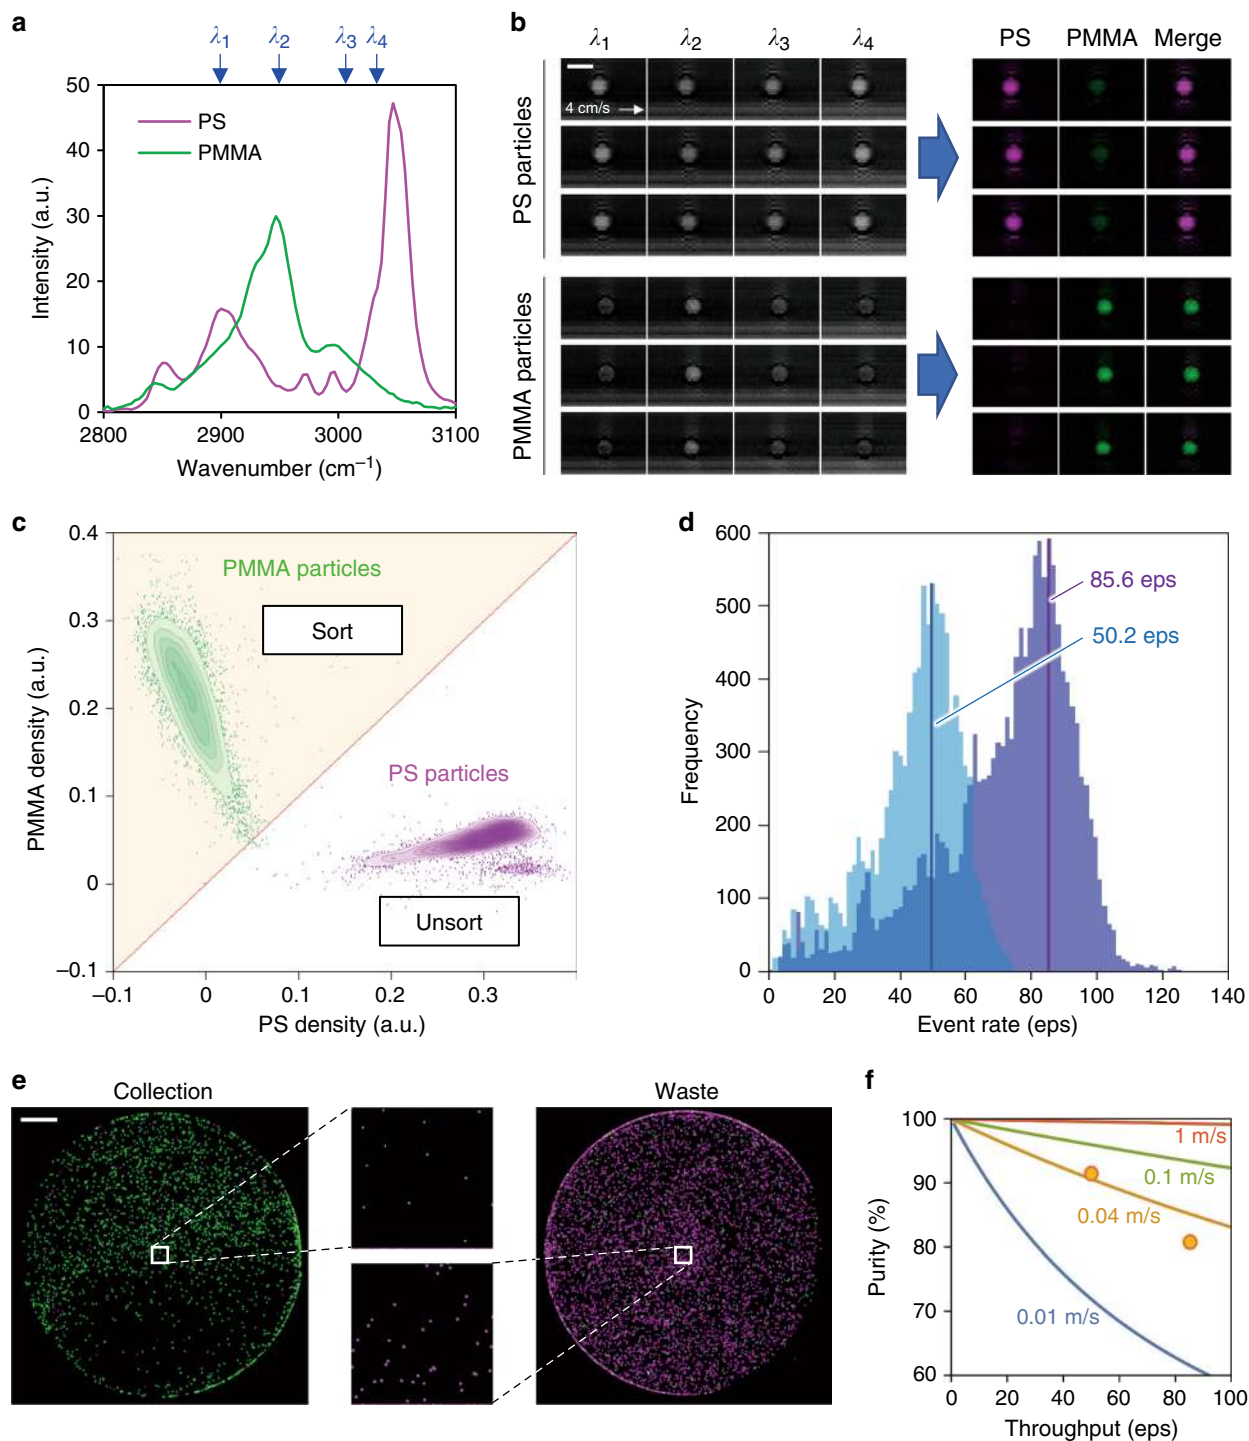 a
λ1 λ2 λ3 λ4
50
40
30
20
10
0
PS
PMMA
Intensity (a.u.)
2800 2900 3000 3100
Wavenumber (cm–1)
b
λ1 λ2 λ3 λ4
PS PMMA Merge
4 cm/s
PS particles
PMMA particles
c
0.4
0.3
0.2
0.1
0
–0.1
PMMA density (a.u.)
PMMA particles
Sort
PS particles
Unsort
–0.1 0 0.1 0.2 0.3
PS density (a.u.)
d
600
500
400
300
200
100
0
Frequency
85.6 eps
50.2 eps
0 20 40 60 80 100 120 140
Event rate (eps)
e
Collection
Waste
f
100
90
80
70
60
Purity (%)
1 m/s
0.1 m/s
0.04 m/s
0.01 m/s
0 20 40 60 80 100
Throughput (eps)